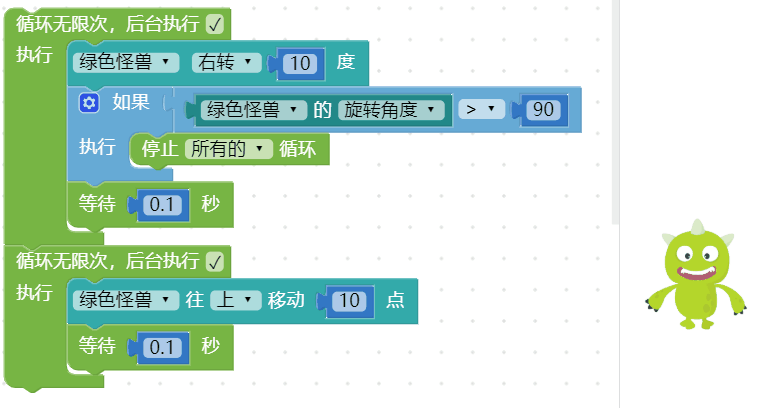 循环无限次，后台执行 ✓
执行
绿色怪兽 右转 10 度
如果 绿色怪兽 的 旋转角度 > 90
执行 停止 所有的 循环
等待 0.1 秒
循环无限次，后台执行 ✓
执行
绿色怪兽 往 上 移动 10 点
等待 0.1 秒